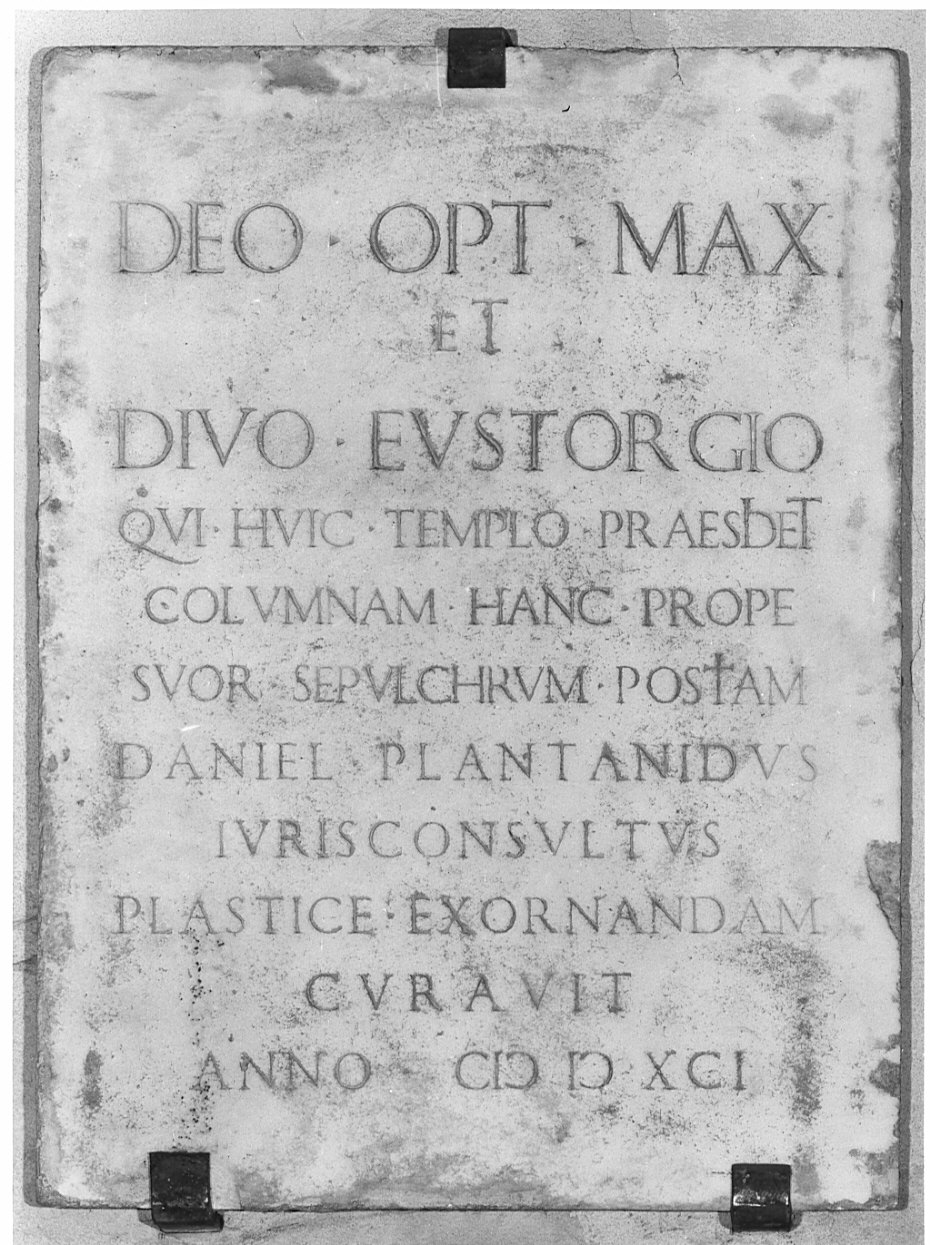 DEO · OPT · MAX
ET
DIVO · EVSTORGIO
QVI · HVIC · TEMPLO · PRAESbET
COLVMNAM · HANC · PROPE
SVOR · SEPVLCHRVM · POSTAM
DANIEL PLANTANIDVS
IVRISCONSVLTVS
PLASTICE · EXORNANDAM
CVRAVIT
ANNO CIↃ IↃ XCI